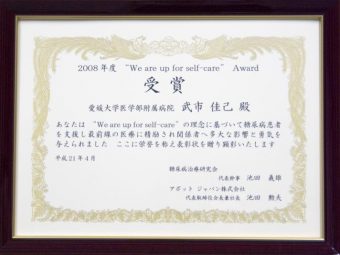 2008年度 “We are up for self-care” Award
受賞
愛媛大学医学部附属病院 武市 佳己 殿
あなたは “We are up for self-care” の理念に基づいて糖尿病患者
を支援し最前線の医療に精励され関係者へ多大な影響と勇気を
与えられました ここに栄誉を称え表彰状を贈り顕彰いたします
平成21年4月
糖尿病治療研究会
代表幹事 池田 義雄
アボット ジャパン株式会社
代表取締役会長兼社長 池田 勲夫